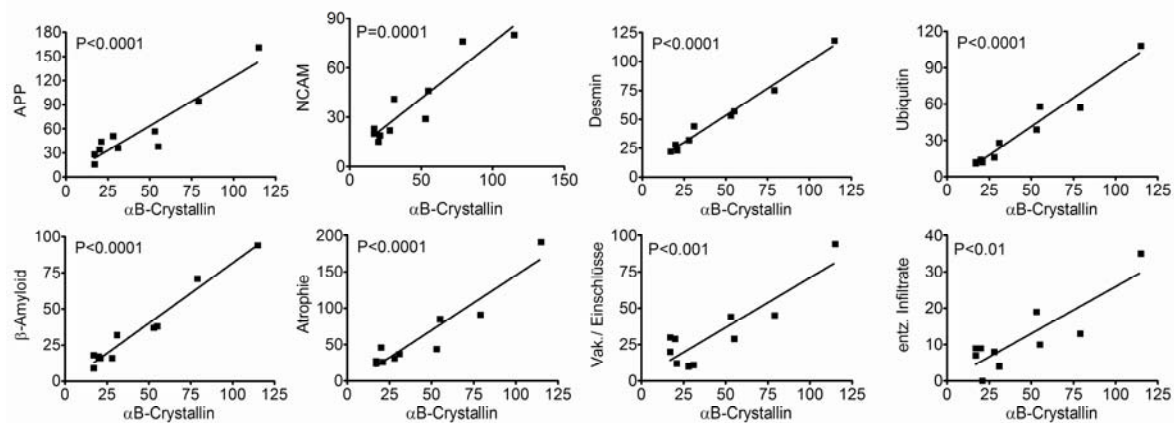 P<0.0001
APP
180
150
120
90
60
30
0
0 25 50 75 100 125
αB-Crystallin
P=0.0001
NCAM
90
60
30
0
0 50 100 150
αB-Crystallin
P<0.0001
Desmin
125
100
75
50
25
0
0 25 50 75 100 125
αB-Crystallin
P<0.0001
Ubiquitin
120
90
60
30
0
0 25 50 75 100 125
αB-Crystallin
P<0.0001
β-Amyloid
100
75
50
25
0
0 25 50 75 100 125
αB-Crystallin
P<0.0001
Atrophie
200
150
100
50
0
0 25 50 75 100 125
αB-Crystallin
P<0.001
Vak./ Einschlüsse
100
75
50
25
0
0 25 50 75 100 125
αB-Crystallin
P<0.01
entz. Infiltrate
40
30
20
10
0
0 25 50 75 100 125
αB-Crystallin